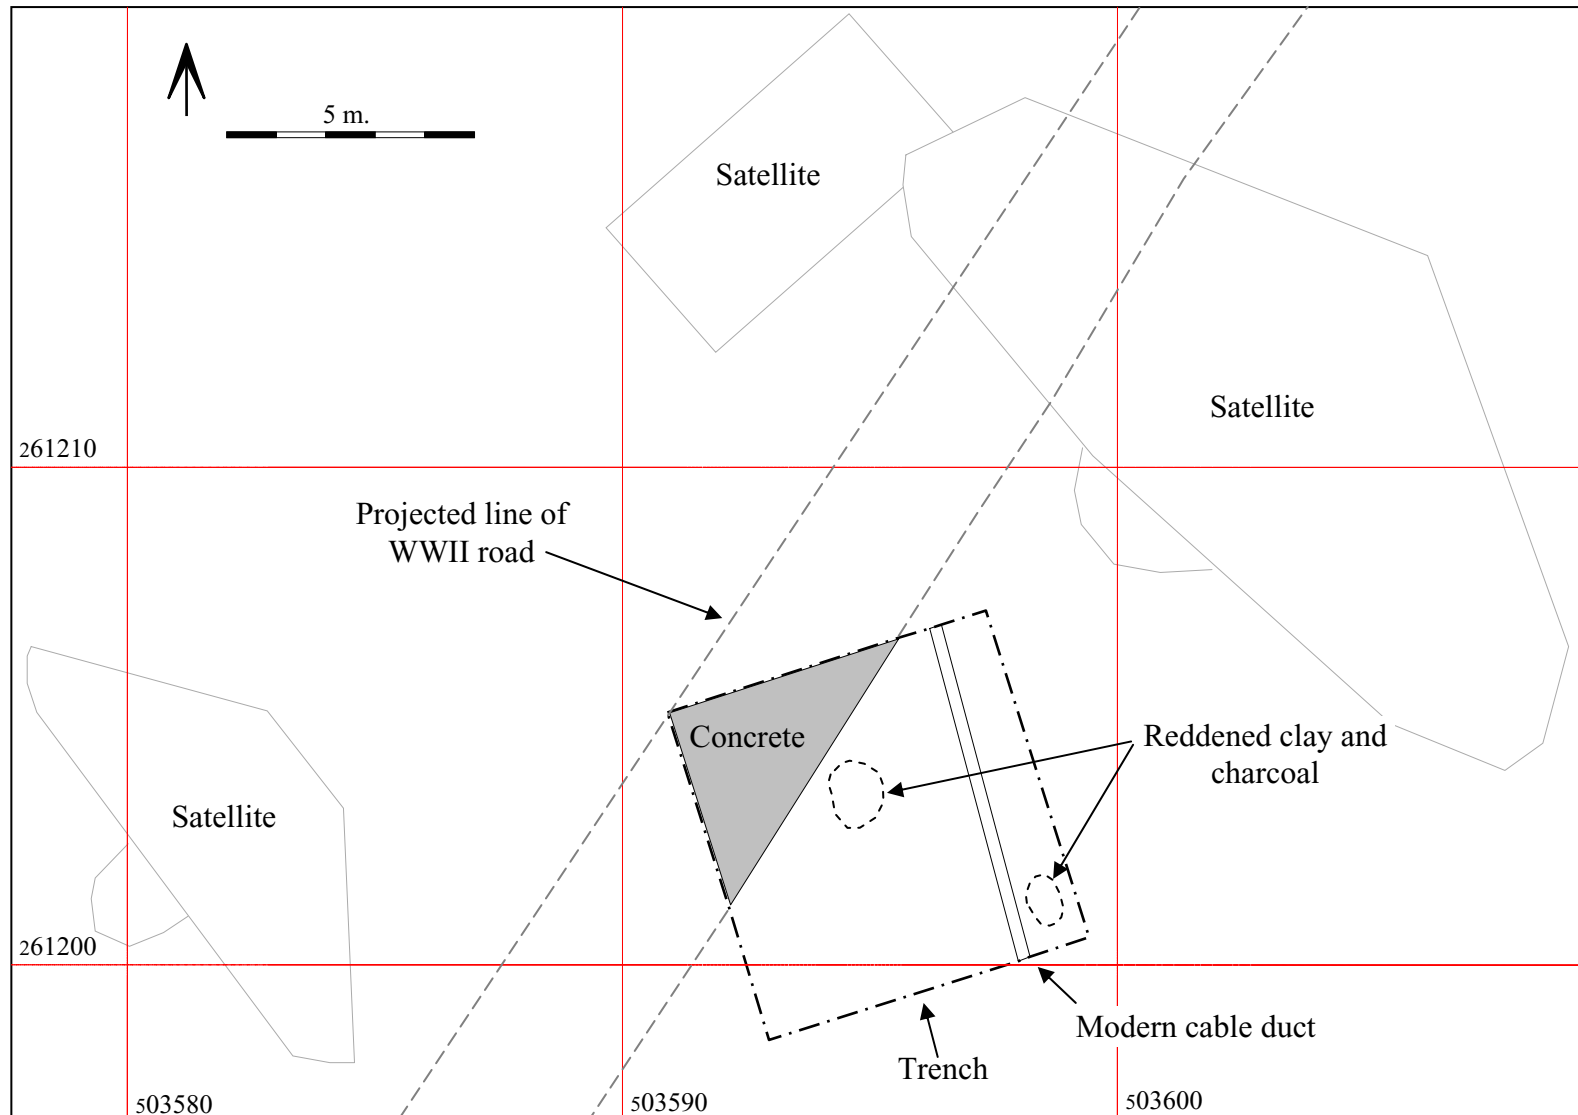 5 m.
Satellite
Satellite
261210
Projected line of
WWII road
Concrete
Reddened clay and
charcoal
Satellite
261200
Modern cable duct
Trench
503580
503590
503600